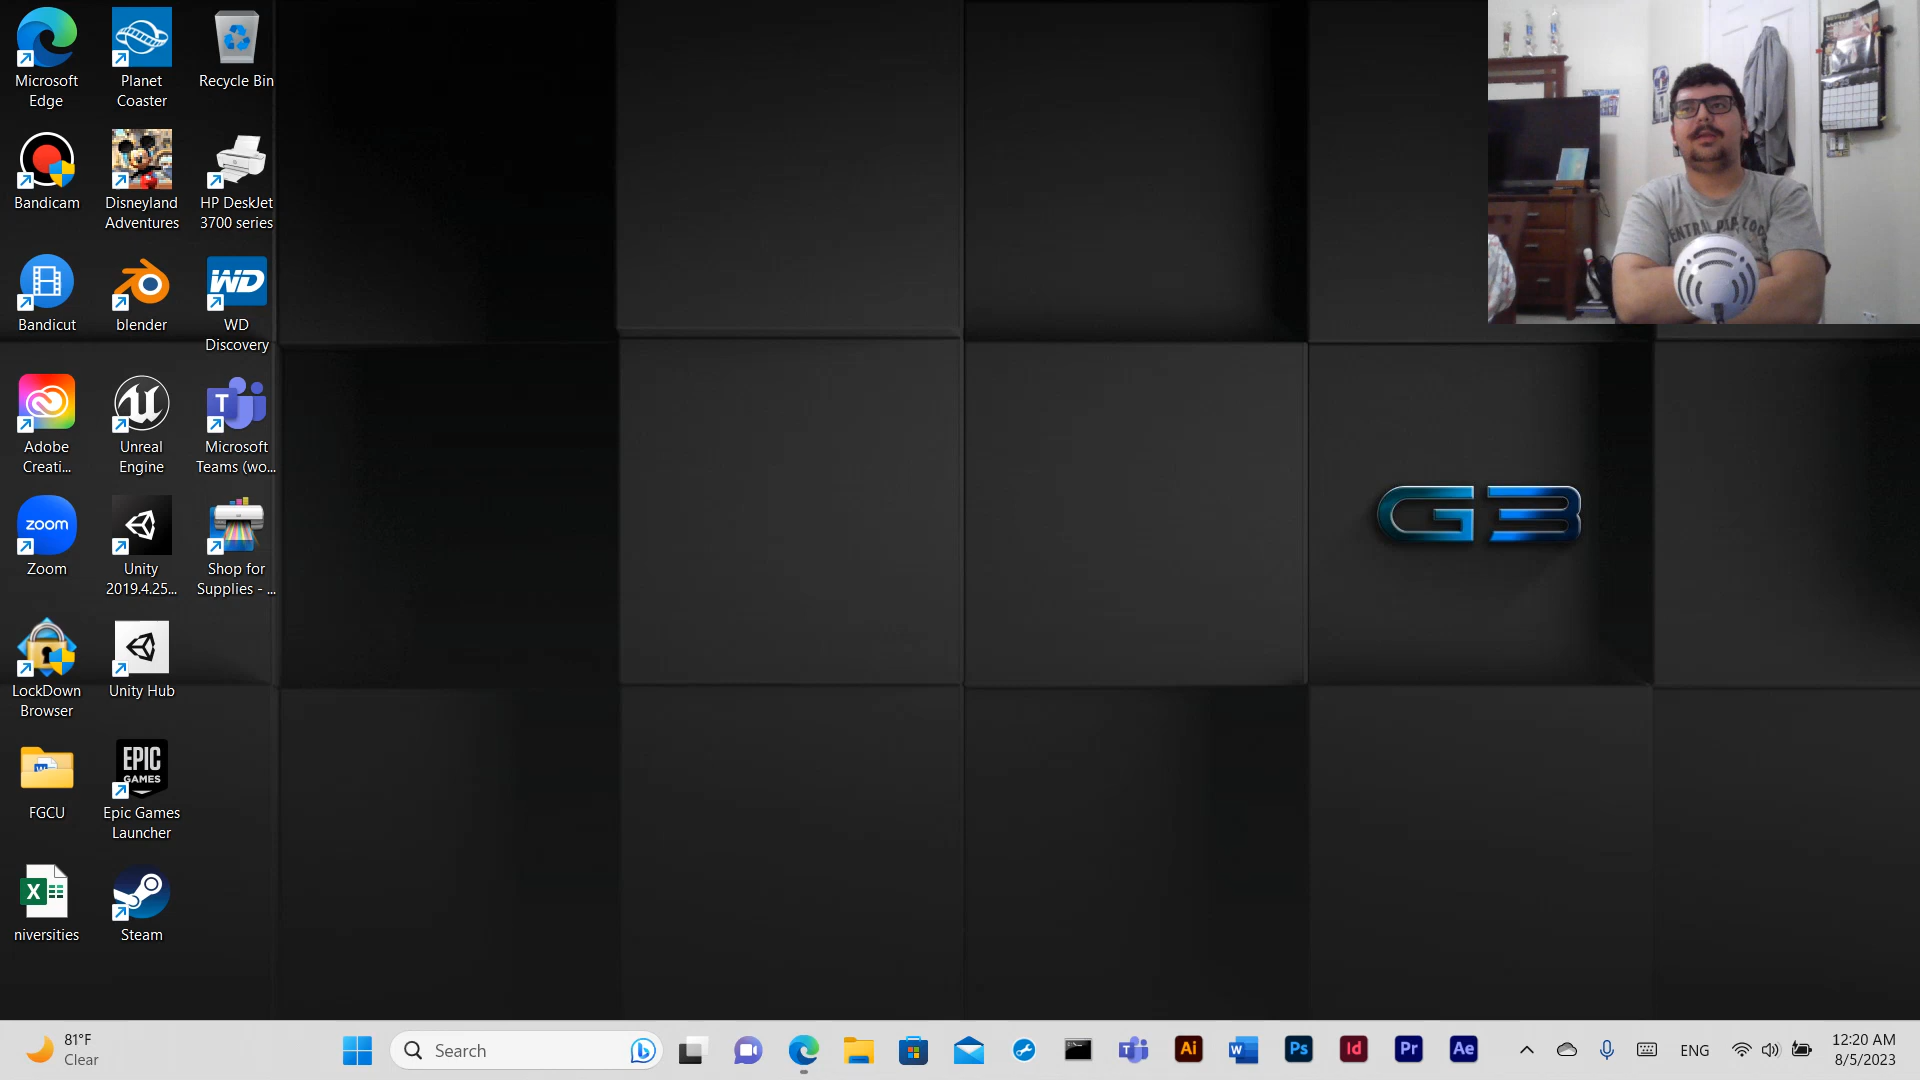 Microsoft
Edge
Planet
Coaster
Recycle Bin
Bandicam
Disneyland
Adventures
HP DeskJet
3700 series
WD
Bandicut
blender
WD
Discovery
T
Adobe
Creati...
Unreal
Engine
Microsoft
Teams (wo...
zoom
Zoom
Unity
2019.4.25...
Shop for
Supplies - ...
G3
LockDown
Browser
Unity Hub
W
EPIC
GAMES
FGCU
Epic Games
Launcher
X
niversities
Steam
81°F
Clear
Search
T
Ai
W
Ps
Id
Pr
Ae
ENG
12:20 AM
8/5/2023